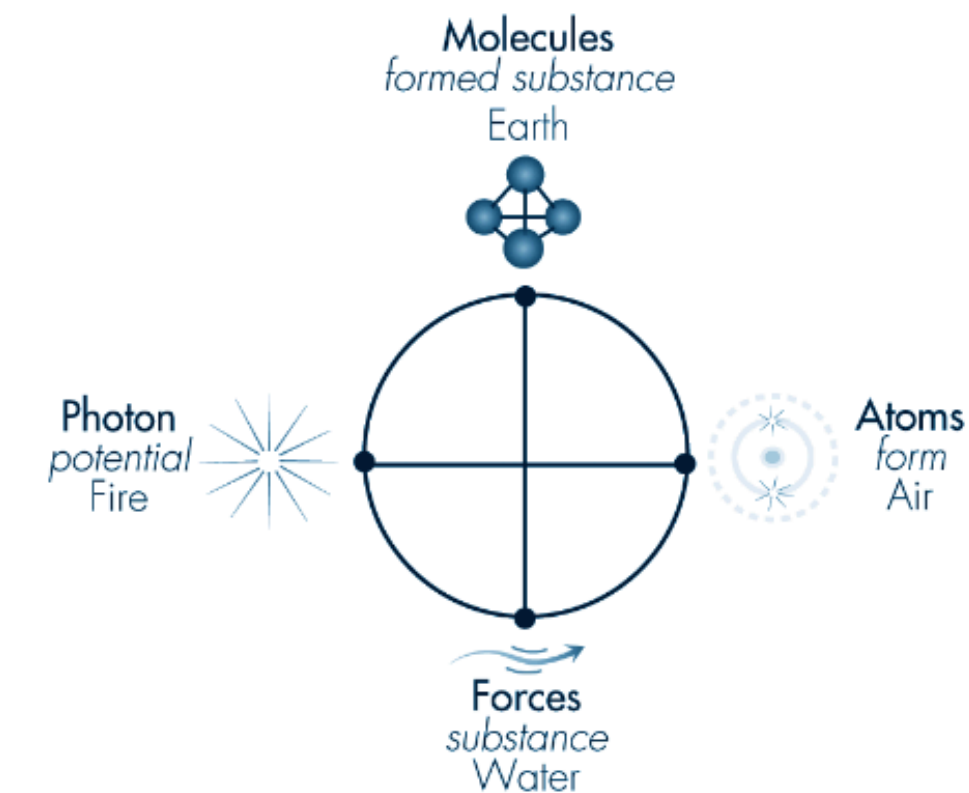 Molecules
formed substance
Earth
Photon
potential
Fire
Atoms
form
Air
Forces
substance
Water